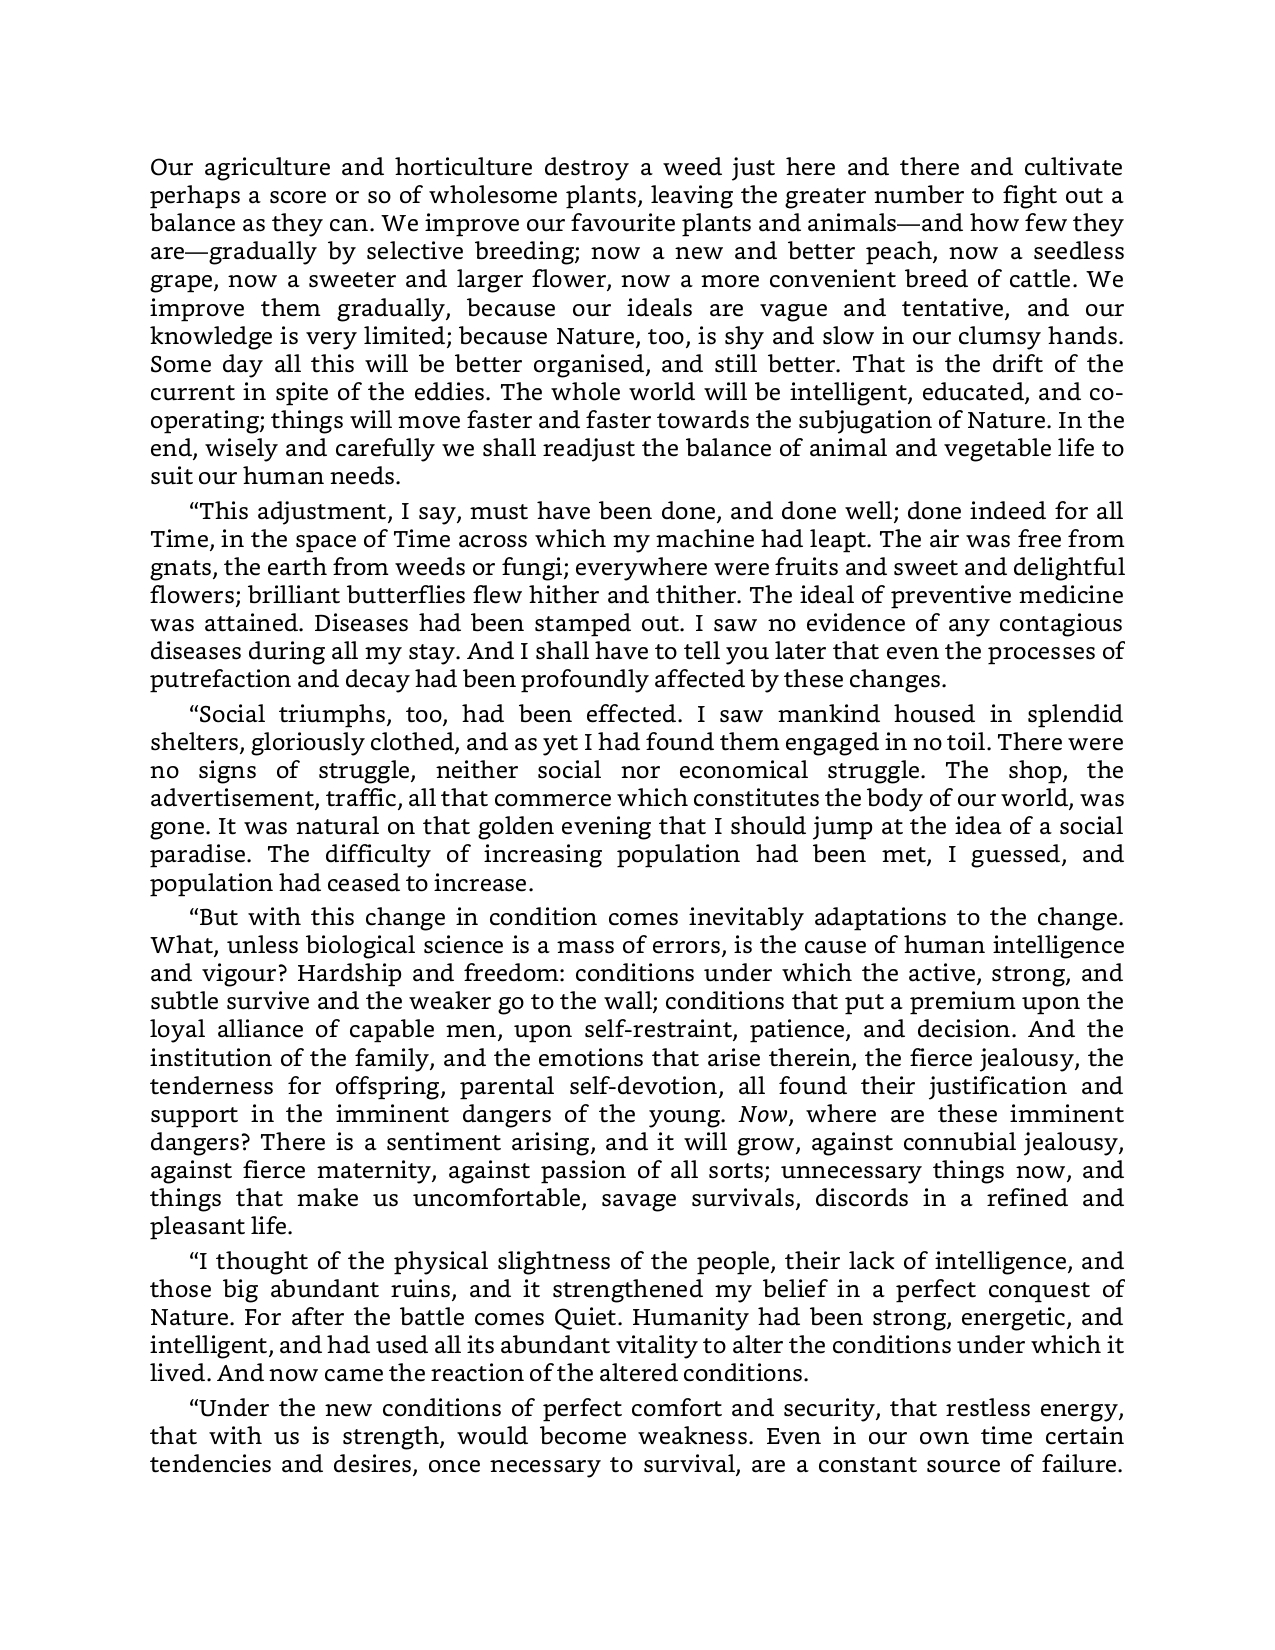 Our agriculture and horticulture destroy a weed just here and there and cultivate
perhaps a score or so of wholesome plants, leaving the greater number to fight out a
balance as they can. We improve our favourite plants and animals—and how few they
are—gradually by selective breeding; now a new and better peach, now a seedless
grape, now a sweeter and larger flower, now a more convenient breed of cattle. We
improve them gradually, because our ideals are vague and tentative, and our
knowledge is very limited; because Nature, too, is shy and slow in our clumsy hands.
Some day all this will be better organised, and still better. That is the drift of the
current in spite of the eddies. The whole world will be intelligent, educated, and co-
operating; things will move faster and faster towards the subjugation of Nature. In the
end, wisely and carefully we shall readjust the balance of animal and vegetable life to
suit our human needs.
“This adjustment, I say, must have been done, and done well; done indeed for all
Time, in the space of Time across which my machine had leapt. The air was free from
gnats, the earth from weeds or fungi; everywhere were fruits and sweet and delightful
flowers; brilliant butterflies flew hither and thither. The ideal of preventive medicine
was attained. Diseases had been stamped out. I saw no evidence of any contagious
diseases during all my stay. And I shall have to tell you later that even the processes of
putrefaction and decay had been profoundly affected by these changes.
“Social triumphs, too, had been effected. I saw mankind housed in splendid
shelters, gloriously clothed, and as yet I had found them engaged in no toil. There were
no signs of struggle, neither social nor economical struggle. The shop, the
advertisement, traffic, all that commerce which constitutes the body of our world, was
gone. It was natural on that golden evening that I should jump at the idea of a social
paradise. The difficulty of increasing population had been met, I guessed, and
population had ceased to increase.
“But with this change in condition comes inevitably adaptations to the change.
What, unless biological science is a mass of errors, is the cause of human intelligence
and vigour? Hardship and freedom: conditions under which the active, strong, and
subtle survive and the weaker go to the wall; conditions that put a premium upon the
loyal alliance of capable men, upon self-restraint, patience, and decision. And the
institution of the family, and the emotions that arise therein, the fierce jealousy, the
tenderness for offspring, parental self-devotion, all found their justification and
support in the imminent dangers of the young. Now, where are these imminent
dangers? There is a sentiment arising, and it will grow, against connubial jealousy,
against fierce maternity, against passion of all sorts; unnecessary things now, and
things that make us uncomfortable, savage survivals, discords in a refined and
pleasant life.
“I thought of the physical slightness of the people, their lack of intelligence, and
those big abundant ruins, and it strengthened my belief in a perfect conquest of
Nature. For after the battle comes Quiet. Humanity had been strong, energetic, and
intelligent, and had used all its abundant vitality to alter the conditions under which it
lived. And now came the reaction of the altered conditions.
“Under the new conditions of perfect comfort and security, that restless energy,
that with us is strength, would become weakness. Even in our own time certain
tendencies and desires, once necessary to survival, are a constant source of failure.